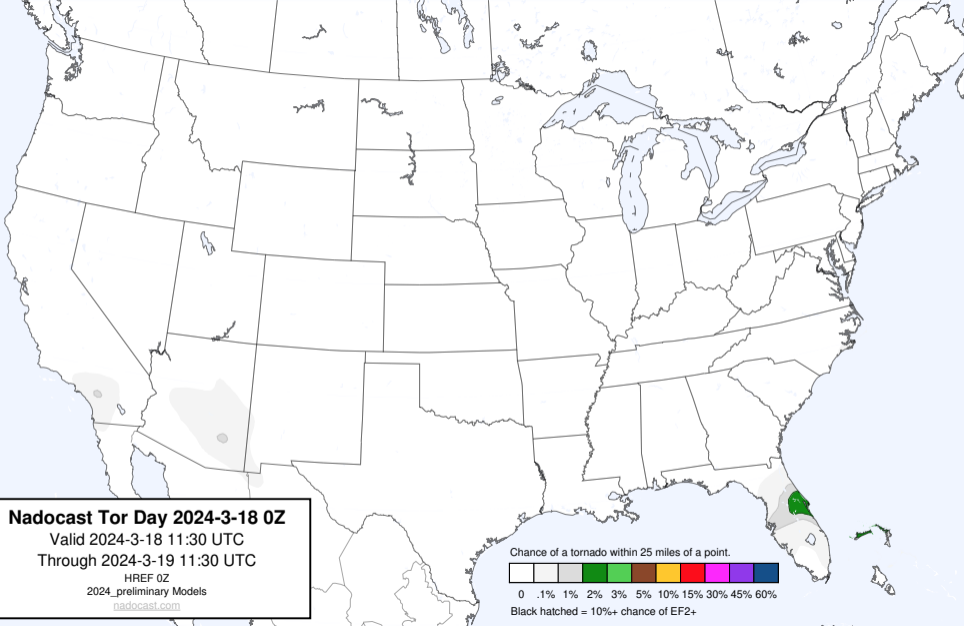 Nadocast Tor Day 2024-3-18 0Z
Valid 2024-3-18 11:30 UTC
Through 2024-3-19 11:30 UTC
HREF 0Z
2024_preliminary Models
nadocast.com
Chance of a tornado within 25 miles of a point.
0 .1% 1% 2% 3% 5% 10% 15% 30% 45% 60%
Black hatched = 10%+ chance of EF2+